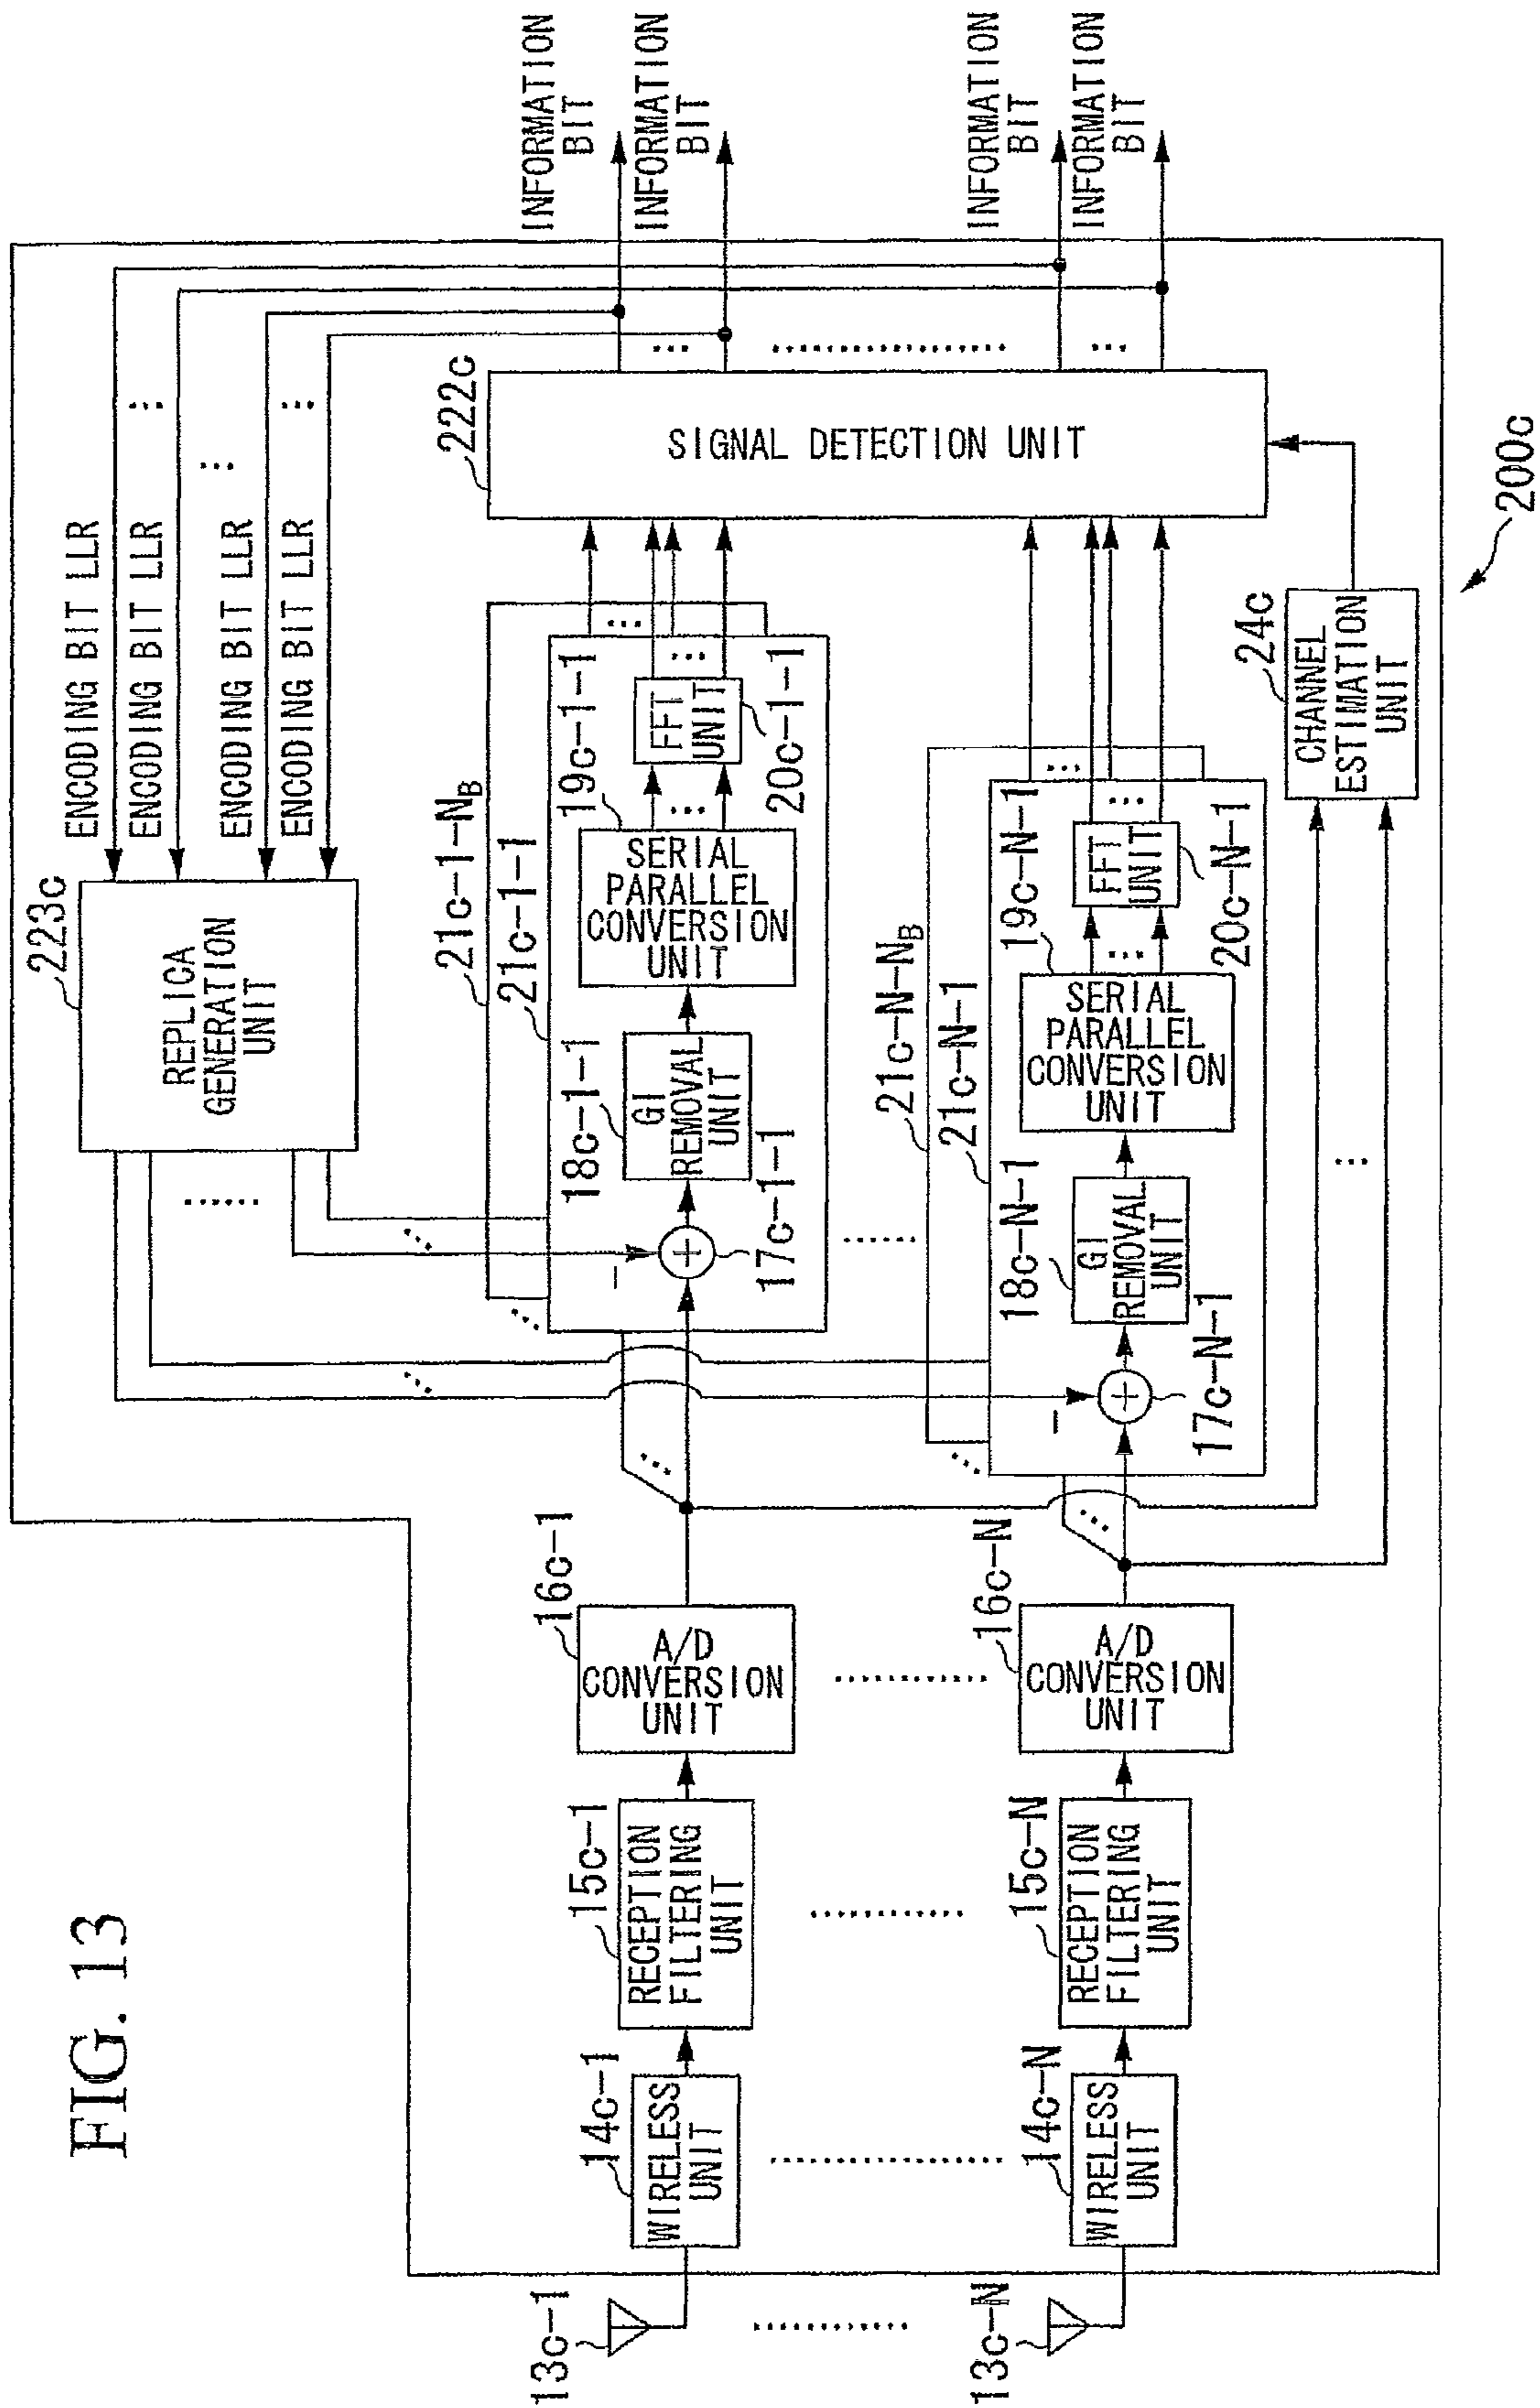 FIG. 13
223c
REPLICA
GENERATION
UNIT
ENCODING BIT LLR
ENCODING BIT LLR
ENCODING BIT LLR
ENCODING BIT LLR
13c-1
14c-1
WIRELESS
UNIT
15c-1
RECEPTION
FILTERING
UNIT
16c-1
A/D
CONVERSION
UNIT
21c-1-NB
21c-1-1
17c-1-1
18c-1-1
GI
REMOVAL
UNIT
19c-1-1
SERIAL
PARALLEL
CONVERSION
UNIT
FFT
UNIT
20c-1-1
222c
SIGNAL DETECTION UNIT
INFORMATION
BIT
INFORMATION
BIT
INFORMATION
BIT
INFORMATION
BIT
13c-N
14c-N
WIRELESS
UNIT
15c-N
RECEPTION
FILTERING
UNIT
16c-N
A/D
CONVERSION
UNIT
21c-N-NB
21c-N-1
17c-N-1
18c-N-1
GI
REMOVAL
UNIT
19c-N-1
SERIAL
PARALLEL
CONVERSION
UNIT
FFT
UNIT
20c-N-1
24c
CHANNEL
ESTIMATION
UNIT
200c